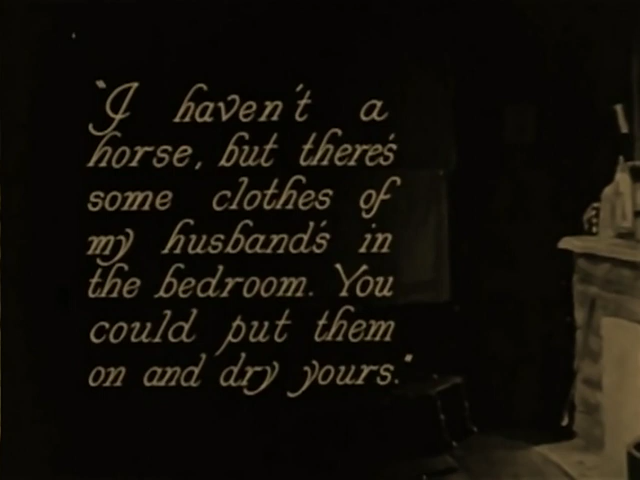 "I haven't a
horse, but there's
some clothes of
my husband's in
the bedroom. You
could put them
on and dry yours."